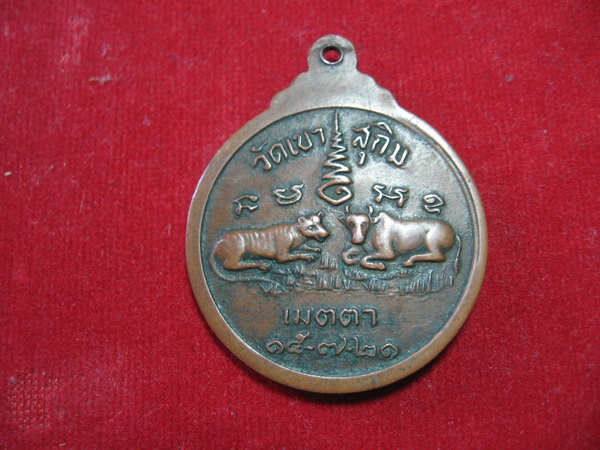 วัดเขา สุกิม
เมตตา
๑๕-๗-๒๑